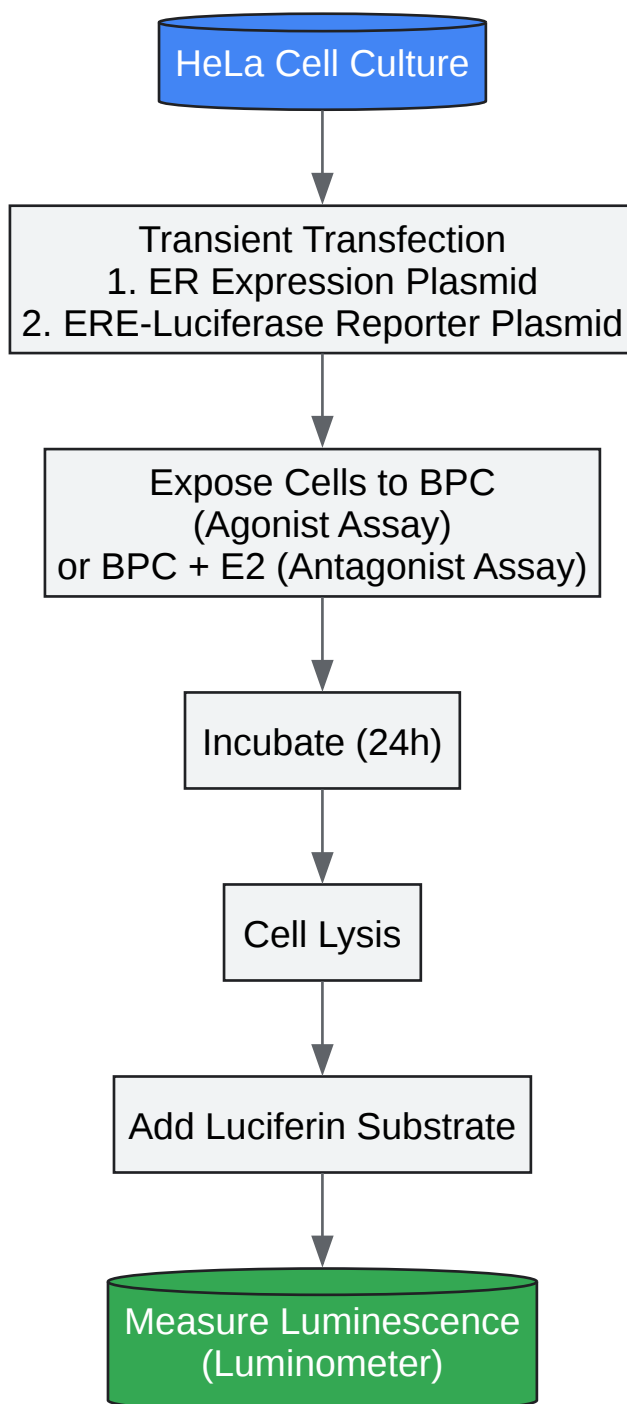 HeLa Cell Culture
Transient Transfection
1. ER Expression Plasmid
2. ERE-Luciferase Reporter Plasmid
Expose Cells to BPC
(Agonist Assay)
or BPC + E2 (Antagonist Assay)
Incubate (24h)
Cell Lysis
Add Luciferin Substrate
Measure Luminescence
(Luminometer)